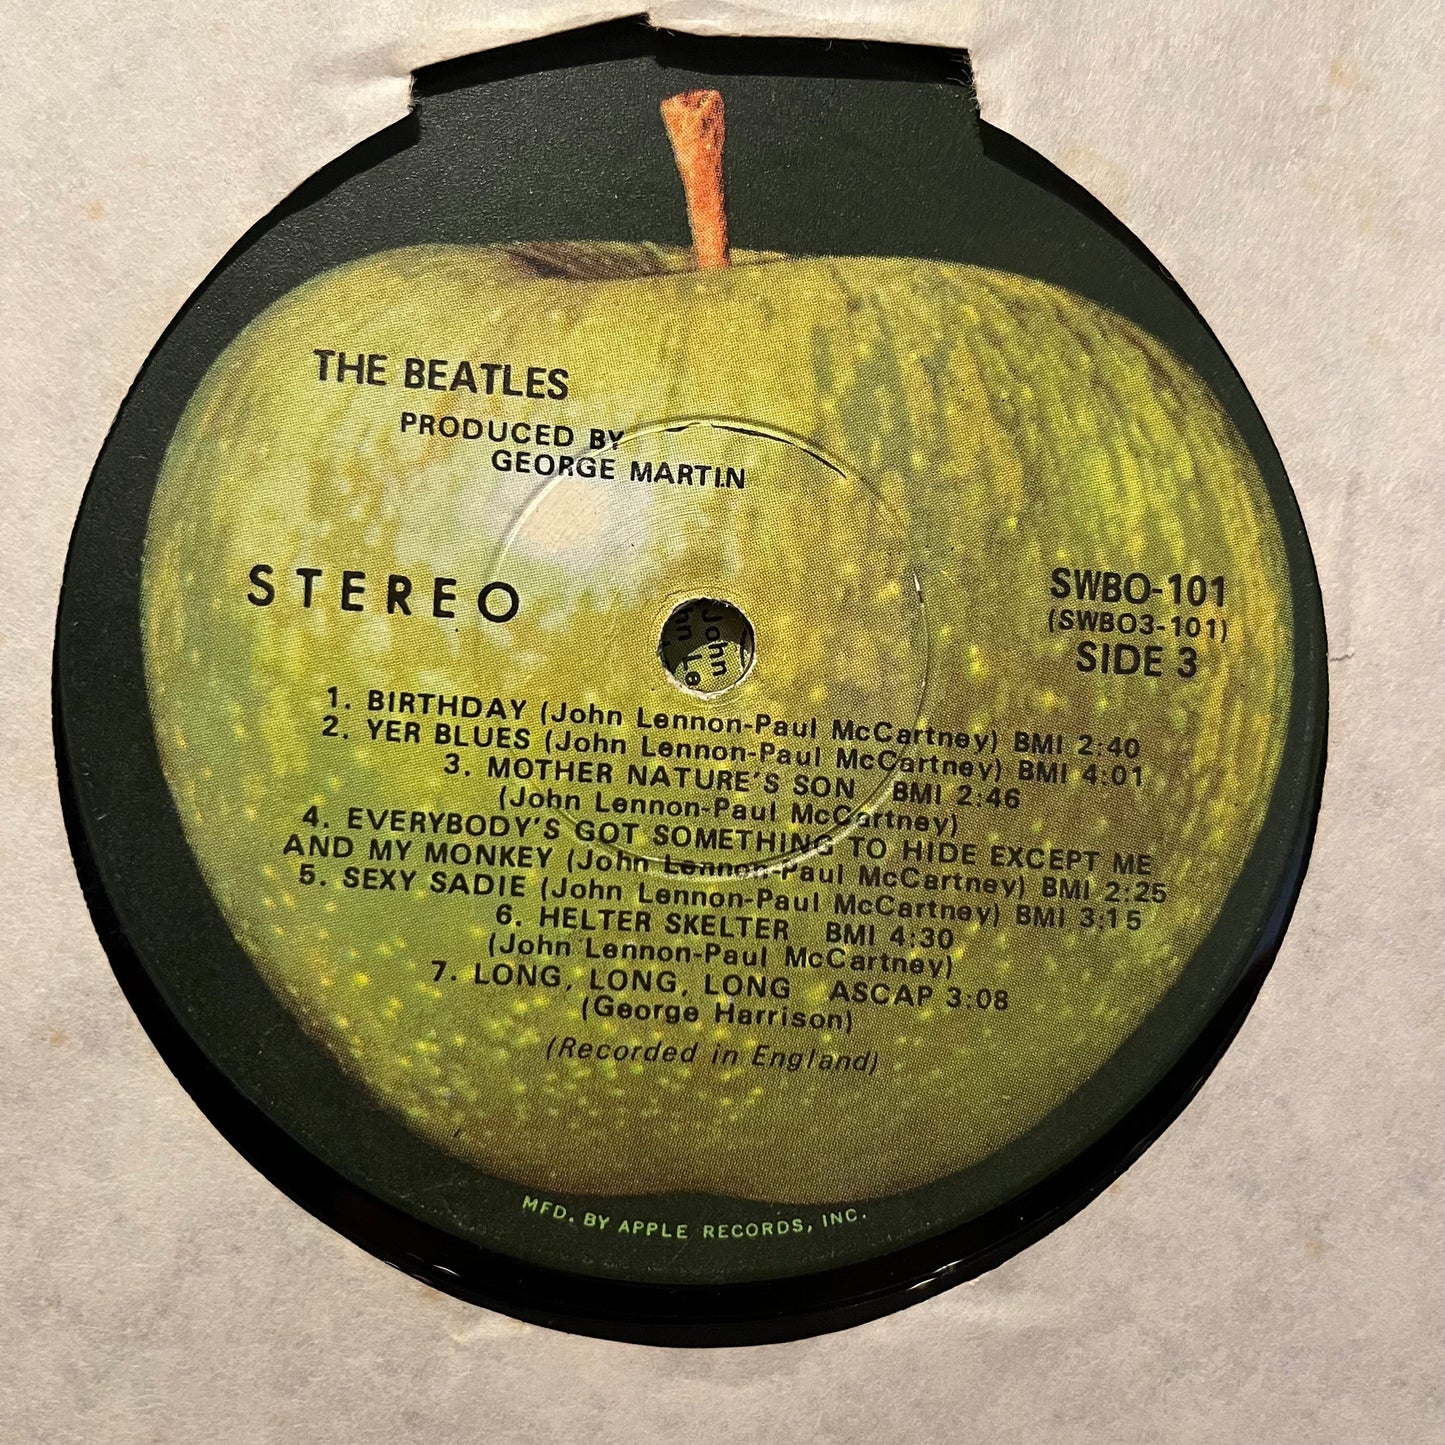 THE BEATLES
PRODUCED BY
GEORGE MARTIN
STEREO
SWBO-101
(SWBO3-101)
SIDE 3
1. BIRTHDAY (John Lennon-Paul McCartney) BMI 2:40
2. YER BLUES (John Lennon-Paul McCartney) BMI 4:01
3. MOTHER NATURE'S SON BMI 2:46
(John Lennon-Paul McCartney)
4. EVERYBODY'S GOT SOMETHING TO HIDE EXCEPT ME
AND MY MONKEY (John Lennon-Paul McCartney) BMI 2:25
5. SEXY SADIE (John Lennon-Paul McCartney) BMI 3:15
6. HELTER SKELTER BMI 4:30
(John Lennon-Paul McCartney)
7. LONG, LONG, LONG ASCAP 3:08
(George Harrison)
(Recorded in England)
MFD. BY APPLE RECORDS, INC.
John